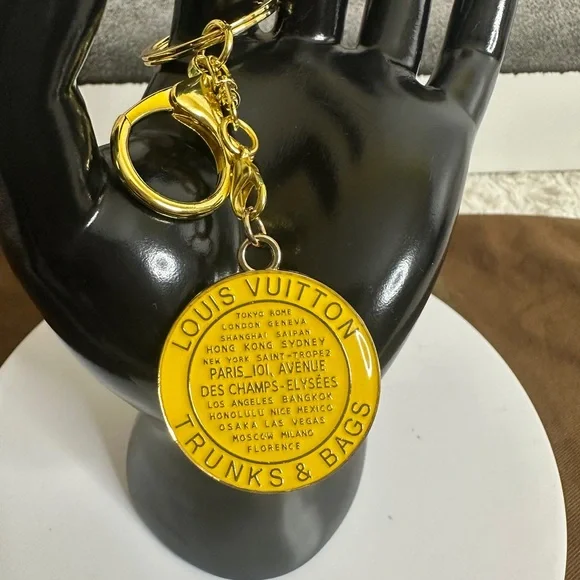 LOUIS VUITTON
TOKYO ROME
LONDON GENEVA
SHANGHAI SAIPAN
HONG KONG SYDNEY
NEW YORK SAINT-TROPEZ
PARIS_101, AVENUE
DES CHAMPS-ELYSÉES
LOS ANGELES BANGKOK
HONOLULU NICE MEXICO
OSAKA LAS VEGAS
MOSCOW MILANO
FLORENCE
TRUNKS & BAGS